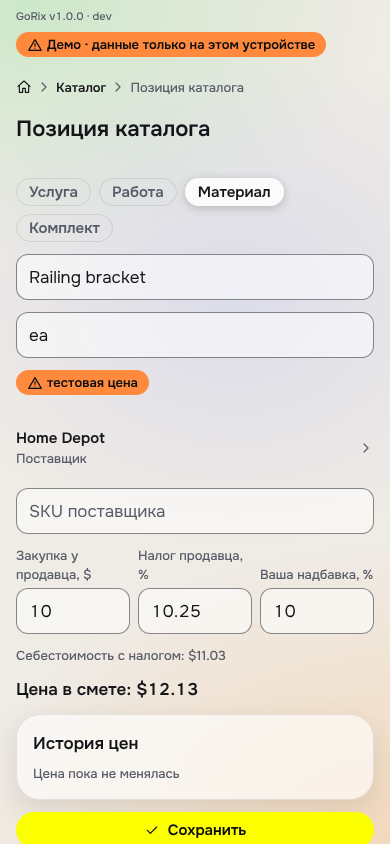 GoRix v1.0.0 · dev
Демо · данные только на этом устройстве
Каталог
Позиция каталога
Позиция каталога
Услуга
Работа
Материал
Комплект
Railing bracket
ea
тестовая цена
Home Depot
Поставщик
SKU поставщика
Закупка у продавца, $
Налог продавца, %
Ваша надбавка, %
10
10.25
10
Себестоимость с налогом: $11,03
Цена в смете: $12.13
История цен
Цена пока не менялась
Сохранить